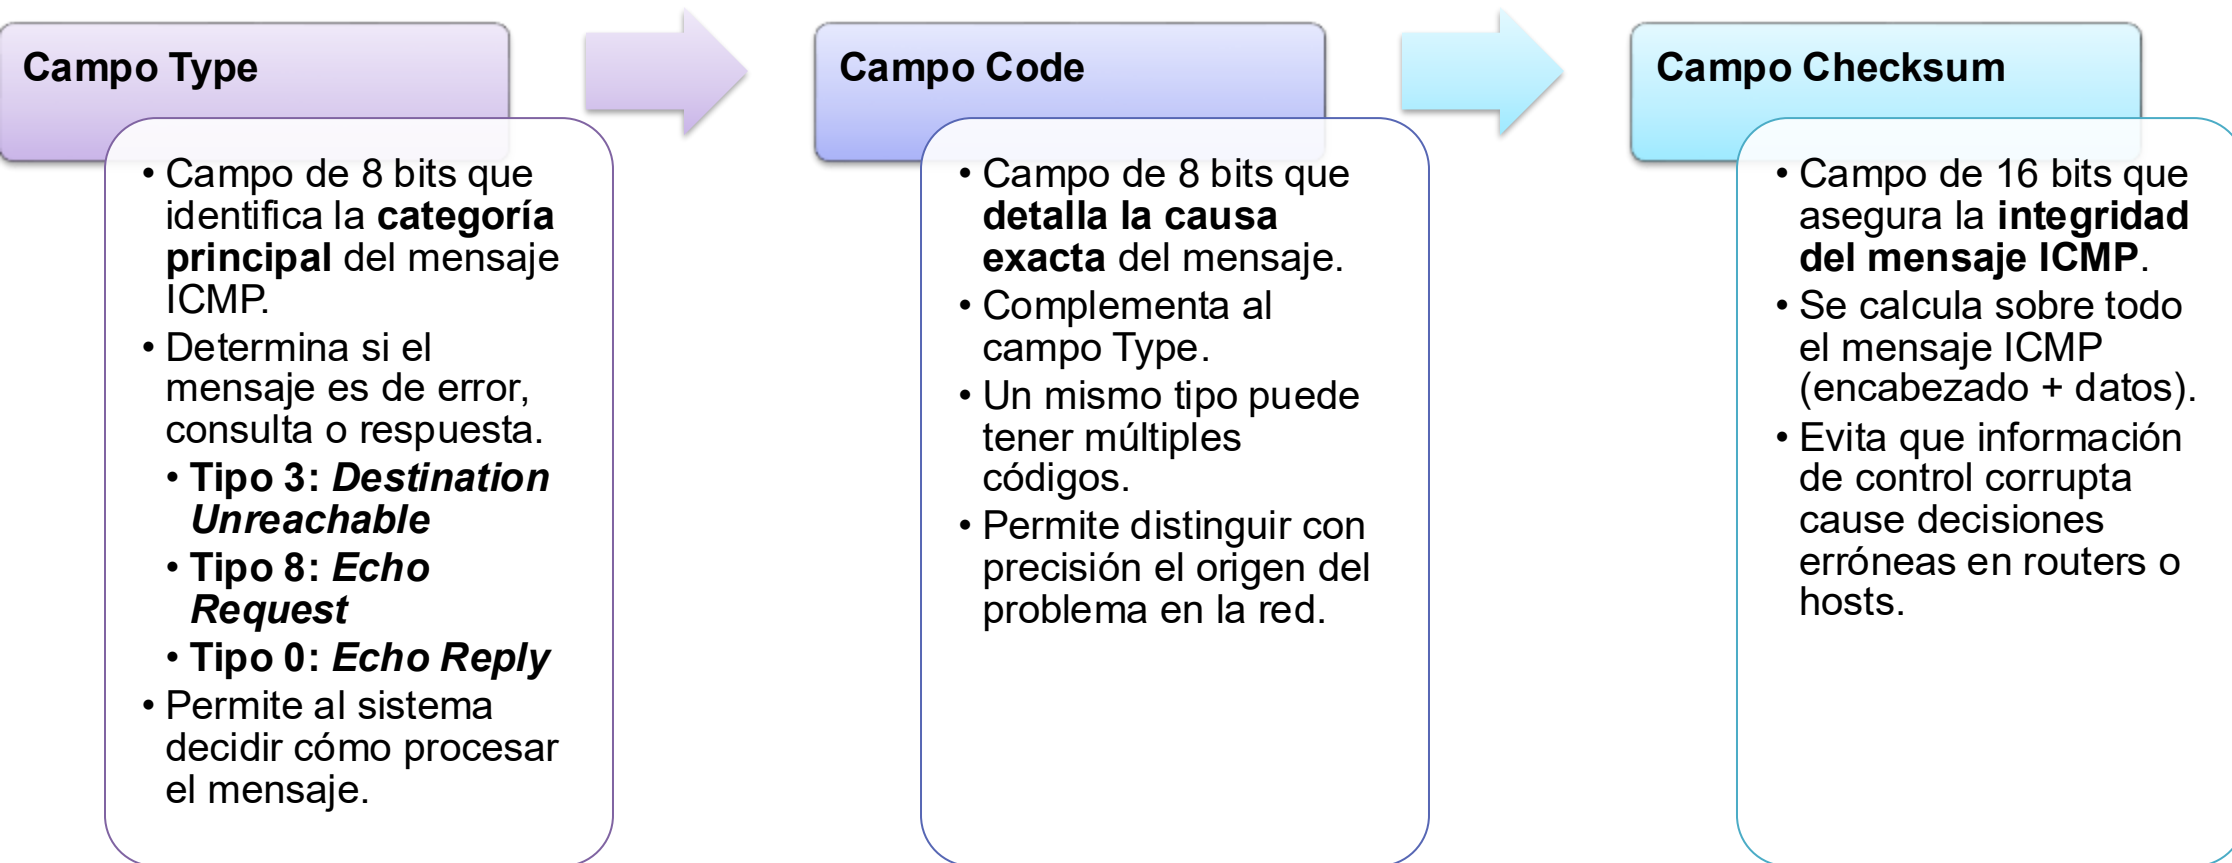 Campo Type
• Campo de 8 bits que
identifica la categoría
principal del mensaje
ICMP.
• Determina si el
mensaje es de error,
consulta o respuesta.
• Tipo 3: Destination
Unreachable
• Tipo 8: Echo
Request
• Tipo 0: Echo Reply
• Permite al sistema
decidir cómo procesar
el mensaje.
Campo Code
• Campo de 8 bits que
detalla la causa
exacta del mensaje.
• Complementa al
campo Type.
• Un mismo tipo puede
tener múltiples
códigos.
• Permite distinguir con
precisión el origen del
problema en la red.
Campo Checksum
• Campo de 16 bits que
asegura la integridad
del mensaje ICMP.
• Se calcula sobre todo
el mensaje ICMP
(encabezado + datos).
• Evita que información
de control corrupta
cause decisiones
erróneas en routers o
hosts.